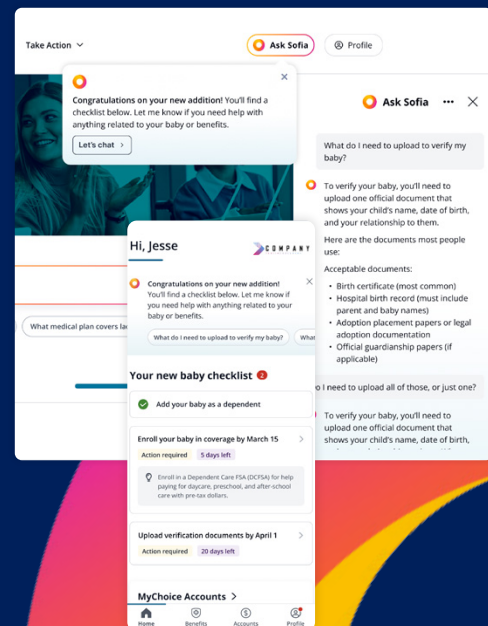 Take Action
Ask Sofia
Profile
Congratulations on your new addition! You'll find a
checklist below. Let me know if you need help with
anything related to your baby or benefits.
Let's chat
What medical plan covers
Ask Sofia
What do I need to upload to verify my
baby?
To verify your baby, you'll need to
upload one official document that
shows your child's name, date of birth,
and your relationship to them.
Here are the documents most people
use:
Acceptable documents:
• Birth certificate (most common)
• Hospital birth record (must include
parent and baby names)
• Adoption placement papers or legal
adoption documentation
• Official guardianship papers (if
applicable)
I need to upload all of those, or just one?
To verify your baby, you'll need to
upload one official document that
shows your child's name, date of birth,
Hi, Jesse
COMPANY
Congratulations on your new addition!
You'll find a checklist below. Let me know if
you need help with anything related to your
baby or benefits.
What do I need to upload to verify my baby?
What
Your new baby checklist 2
Add your baby as a dependent
Enroll your baby in coverage by March 15
Action required
5 days left
Enroll in a Dependent Care FSA (DCFSA) for help
paying for daycare, preschool, and after-school
care with pre-tax dollars.
Upload verification documents by April 1
Action required
20 days left
MyChoice Accounts
Home
Benefits
Accounts
Profile